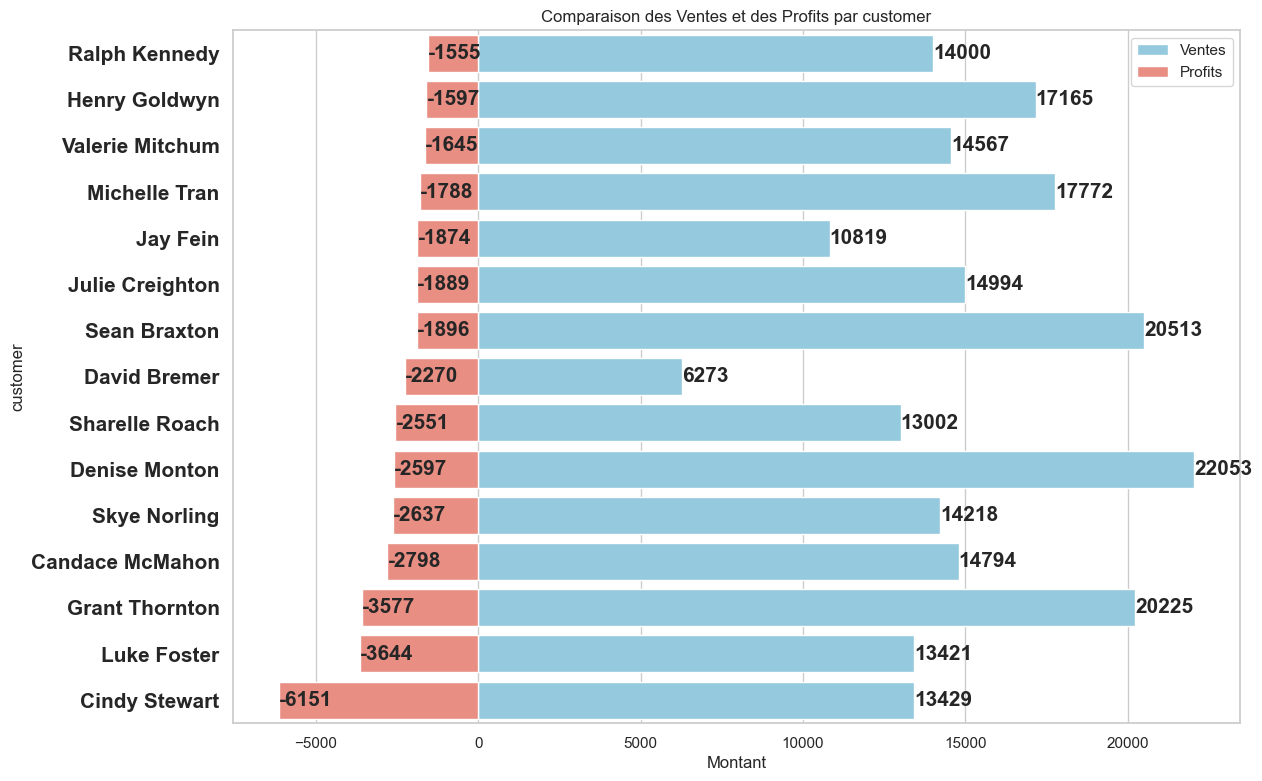 Comparaison des Ventes et des Profits par customer
Ventes
Profits
customer
Ralph Kennedy -1555 14000
Henry Goldwyn -1597 17165
Valerie Mitchum -1645 14567
Michelle Tran -1788 17772
Jay Fein -1874 10819
Julie Creighton -1889 14994
Sean Braxton -1896 20513
David Bremer -2270 6273
Sharelle Roach -2551 13002
Denise Monton -2597 22053
Skye Norling -2637 14218
Candace McMahon -2798 14794
Grant Thornton -3577 20225
Luke Foster -3644 13421
Cindy Stewart -6151 13429
−5000 0 5000 10000 15000 20000
Montant